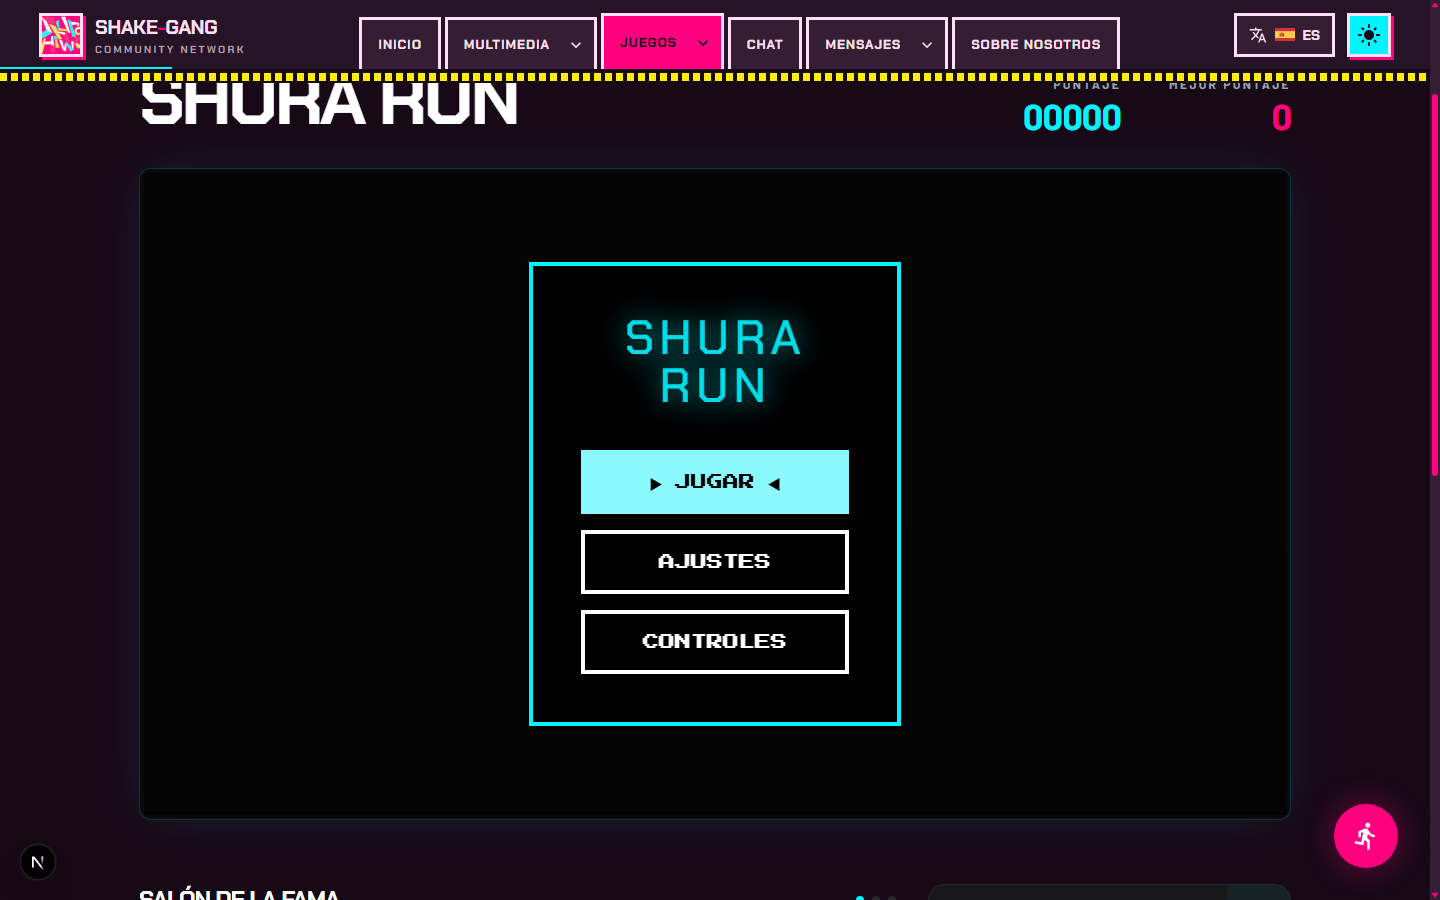 SHAKE-GANG
COMMUNITY NETWORK
INICIO
MULTIMEDIA
JUEGOS
CHAT
MENSAJES
SOBRE NOSOTROS
ES
SHURA RUN
PUNTAJE
MEJOR PUNTAJE
00000
0
SHURA
RUN
▶ JUGAR ◀
AJUSTES
CONTROLES
N
SALÓN DE LA FAMA